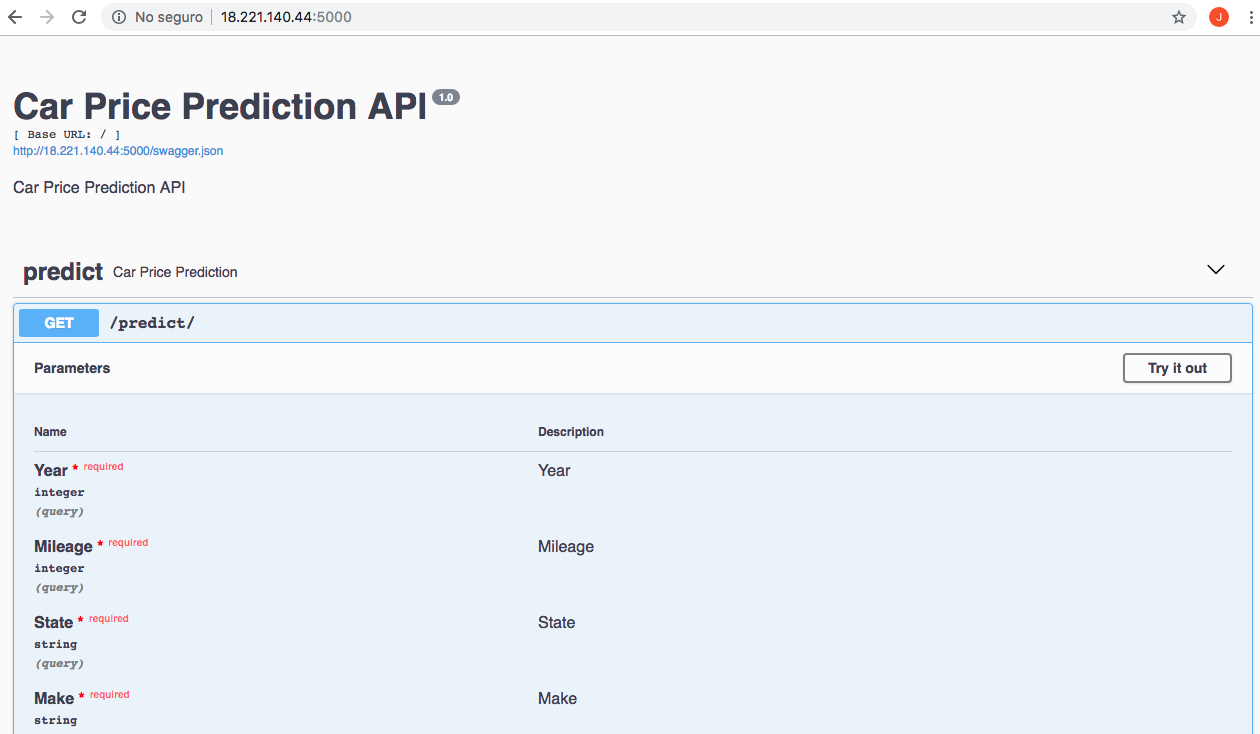 No seguro 18.221.140.44:5000
J
Car Price Prediction API 1.0
[ Base URL: / ]
http://18.221.140.44:5000/swagger.json
Car Price Prediction API
predict Car Price Prediction
GET /predict/
Parameters Try it out
Name Description
Year * required Year
integer
(query)
Mileage * required Mileage
integer
(query)
State * required State
string
(query)
Make * required Make
string